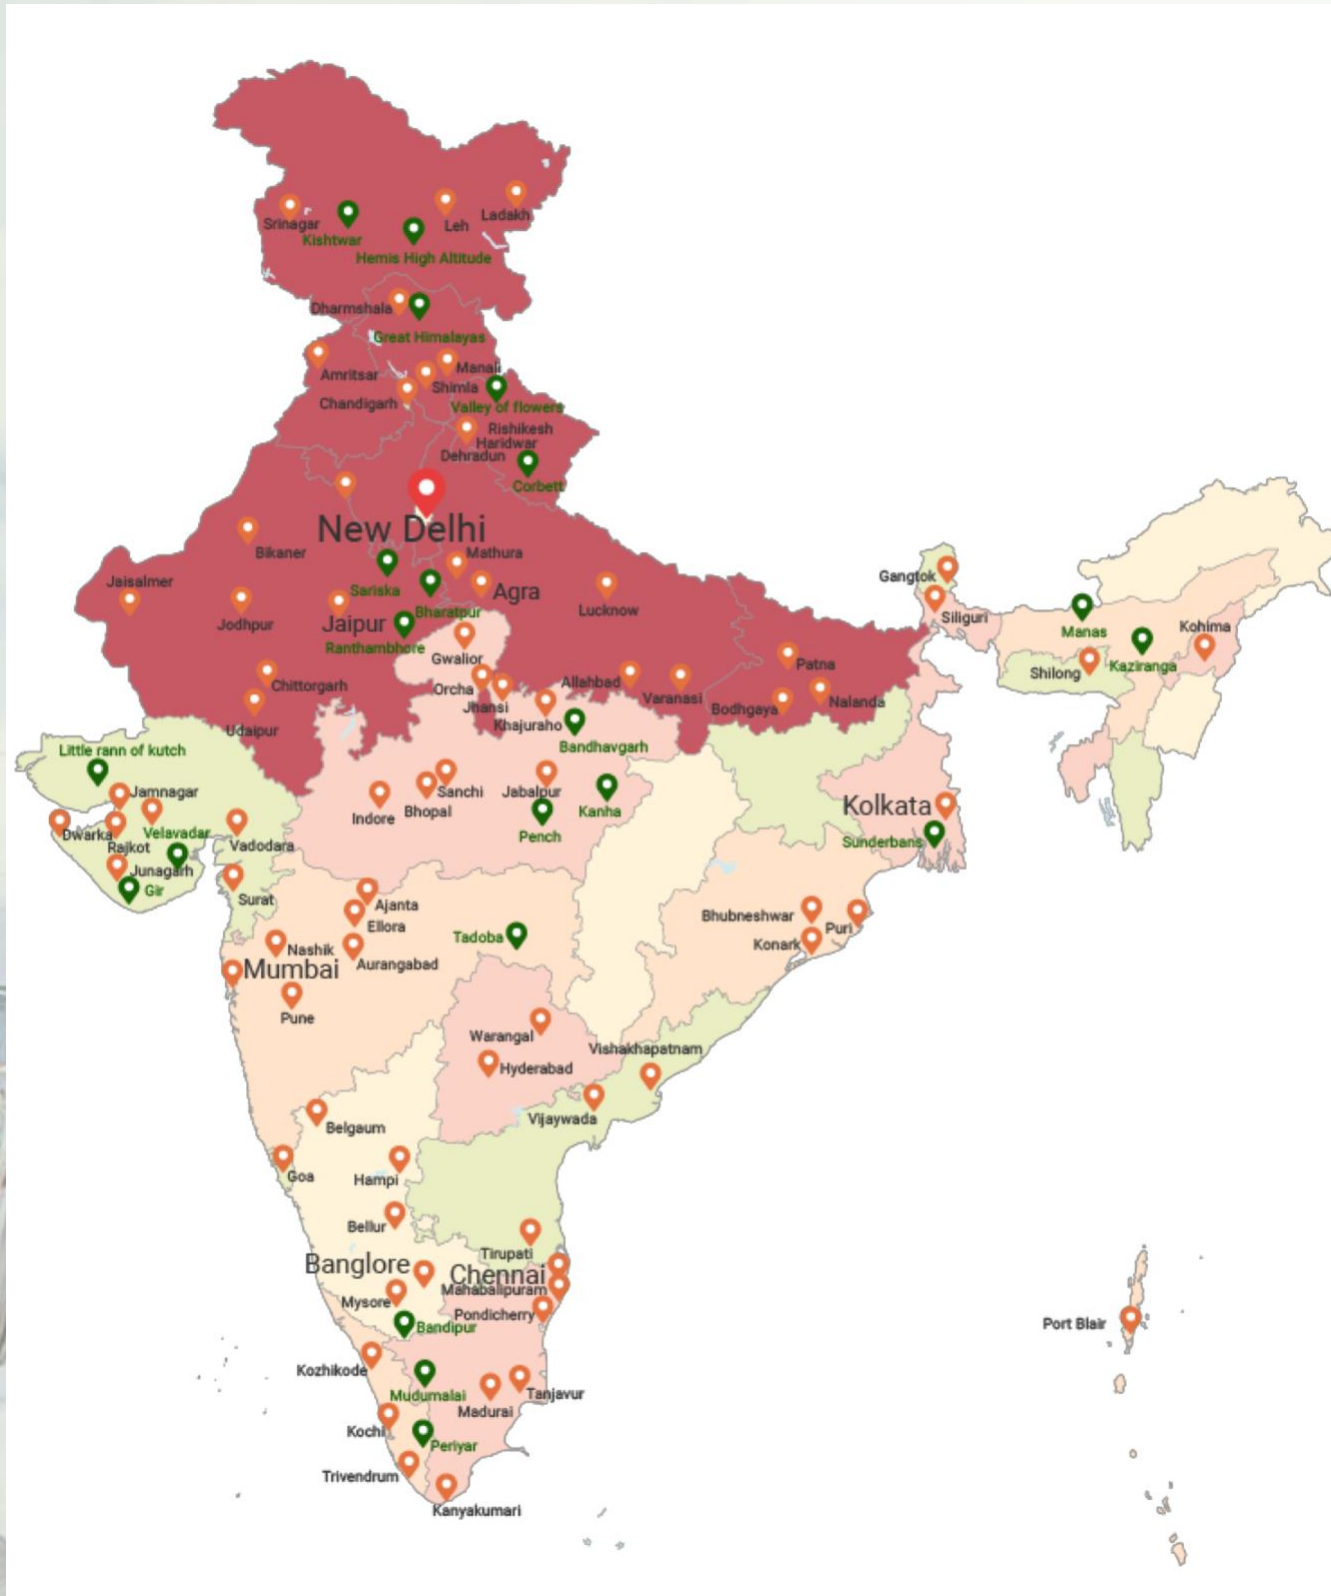 Srinagar
Kishtwar
Leh
Ladakh
Hemis High Altitude
Dharmshala
Great Himalayas
Amritsar
Manali
Shimla
Chandigarh
Valley of flowers
Rishikesh
Haridwar
Dehradun
Corbett
New Delhi
Bikaner
Mathura
Jaisalmer
Sariska
Agra
Jodhpur
Bharatpur
Lucknow
Jaipur
Ranthambhore
Gwalior
Chittorgarh
Orcha
Jhansi
Allahbad
Varanasi
Patna
Bodhgaya
Nalanda
Udaipur
Khajuraho
Bandhavgarh
Gangtok
Siliguri
Manas
Kaziranga
Kohima
Shilong
Little rann of kutch
Jamnagar
Dwarka
Velavadar
Rajkot
Junagarh
Gir
Vadodara
Surat
Indore
Bhopal
Sanchi
Jabalpur
Pench
Kanha
Kolkata
Sunderbans
Ajanta
Ellora
Nashik
Aurangabad
Mumbai
Pune
Tadoba
Bhubneshwar
Puri
Konark
Warangal
Hyderabad
Vishakhapatnam
Vijaywada
Belgaum
Goa
Hampi
Bellur
Tirupati
Banglore
Chennai
Mahabalipuram
Mysore
Pondicherry
Bandipur
Port Blair
Kozhikode
Mudumalai
Tanjavur
Madurai
Kochi
Periyar
Trivendrum
Kanyakumari